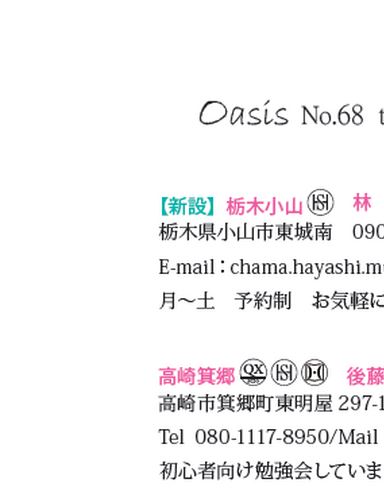 Oasis No.68
【新設】 栃木小山 HSI 林
栃木県小山市東城南 090
E-mail：chama.hayashi.m
月〜土 予約制 お気軽に
高崎箕郷 QX HSI 後藤
高崎市箕郷町東明屋 297-1
Tel 080-1117-8950/Mail
初心者向け勉強会していま